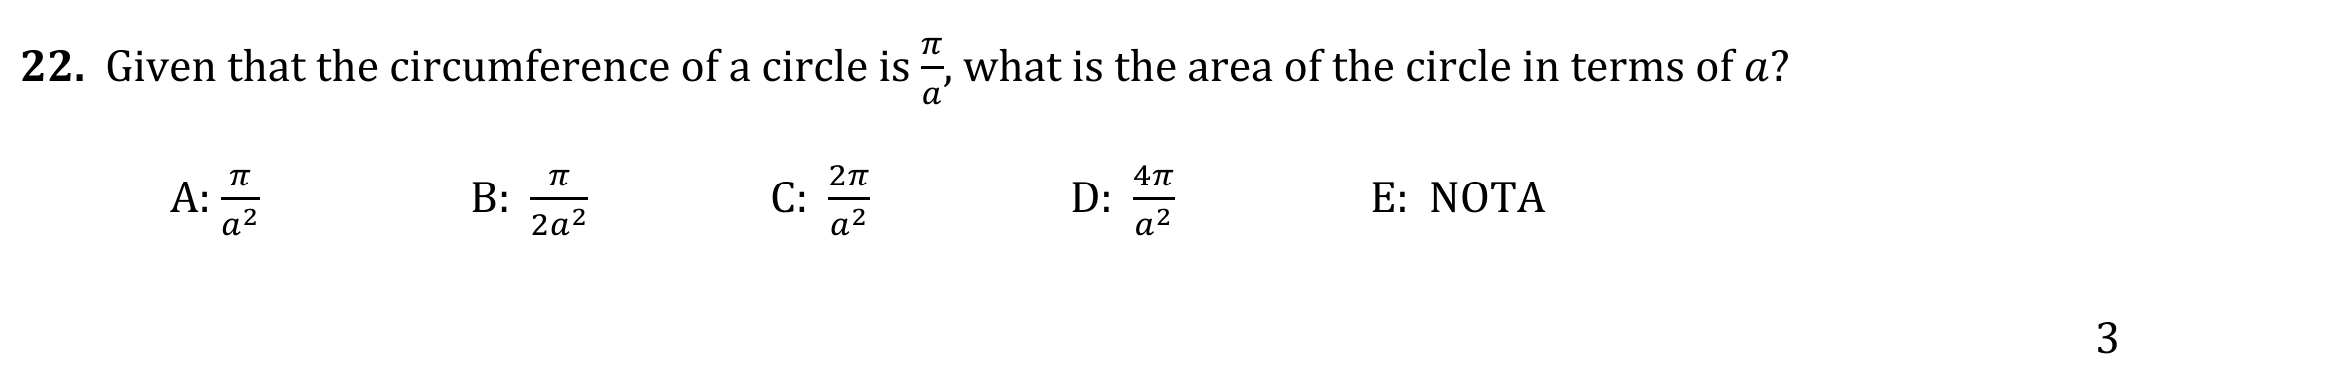 22. Given that the circumference of a circle is π/a, what is the area of the circle in terms of a?
A: π/a² B: π/2a² C: 2π/a² D: 4π/a² E: NOTA
3